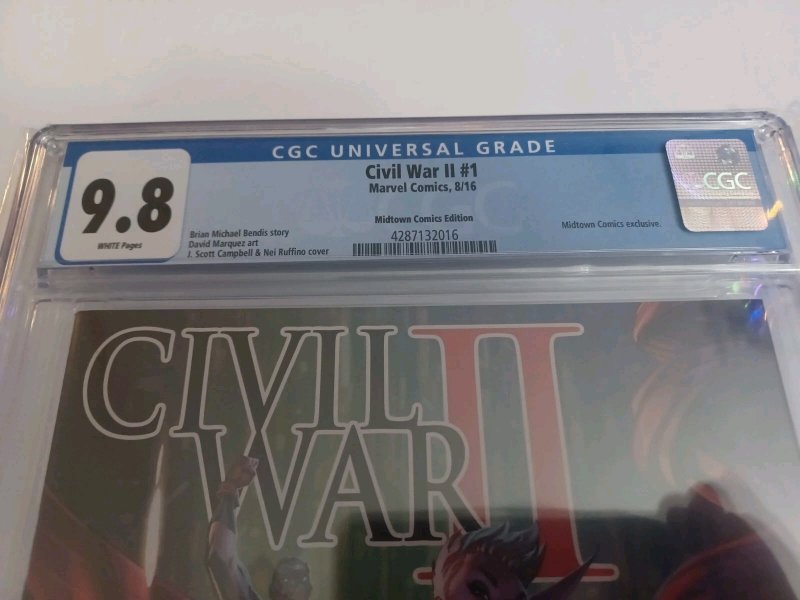 CGC UNIVERSAL GRADE
9.8
WHITE Pages
Civil War II #1
Marvel Comics, 8/16
Midtown Comics Edition
Brian Michael Bendis story
David Marquez art
J. Scott Campbell & Nei Ruffino cover
4287132016
Midtown Comics exclusive.
CGC
CIVIL
WAR II